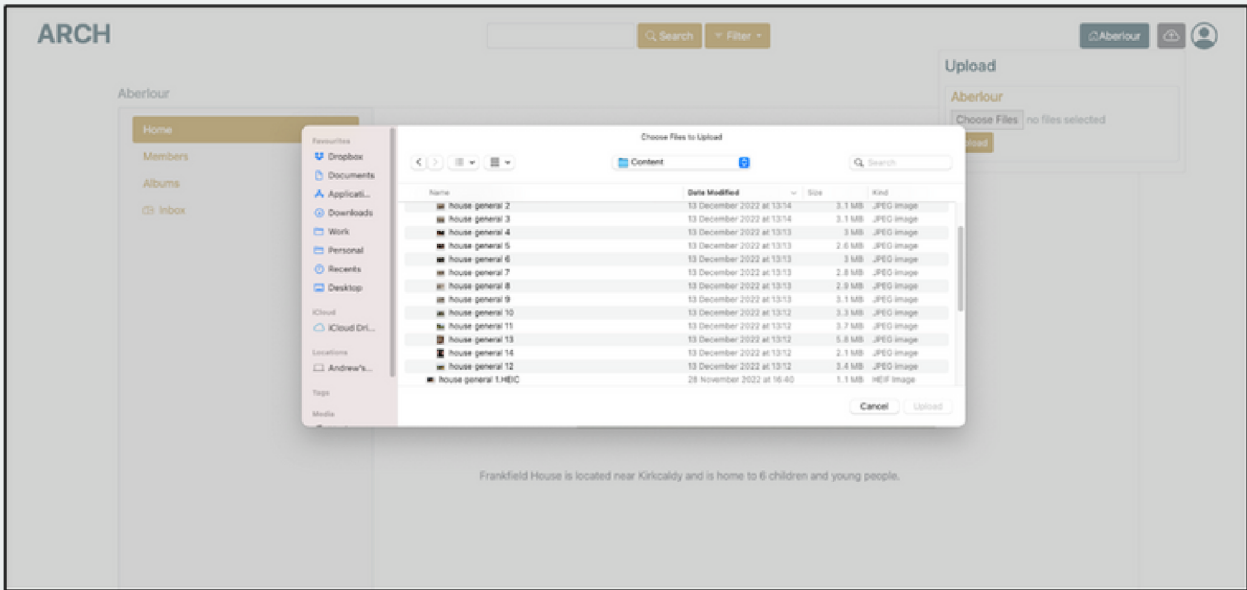 ARCH
Search
Filter
Aberlour
Upload
Aberlour
Choose Files no files selected
Upload
Aberlour
Home
Members
Albums
Inbox
Choose Files to Upload
Favourites
Dropbox
Documents
Applicati...
Downloads
Work
Personal
Recents
Desktop
iCloud
iCloud Dri...
Locations
Andrew's...
Tags
Media
Content
Search
Name Date Modified Size Kind
house general 2 13 December 2022 at 13:14 3.1 MB JPEG image
house general 3 13 December 2022 at 13:14 3.1 MB JPEG image
house general 4 13 December 2022 at 13:13 3 MB JPEG image
house general 5 13 December 2022 at 13:13 2.6 MB JPEG image
house general 6 13 December 2022 at 13:13 3 MB JPEG image
house general 7 13 December 2022 at 13:13 2.8 MB JPEG image
house general 8 13 December 2022 at 13:13 2.9 MB JPEG image
house general 9 13 December 2022 at 13:13 3.1 MB JPEG image
house general 10 13 December 2022 at 13:12 3.3 MB JPEG image
house general 11 13 December 2022 at 13:12 3.7 MB JPEG image
house general 13 13 December 2022 at 13:12 5.8 MB JPEG image
house general 14 13 December 2022 at 13:12 2.1 MB JPEG image
house general 12 13 December 2022 at 13:12 3.4 MB JPEG image
house general 1.HEIC 28 November 2022 at 16:40 1.1 MB HEIF Image
Cancel Upload
Frankfield House is located near Kirkcaldy and is home to 6 children and young people.